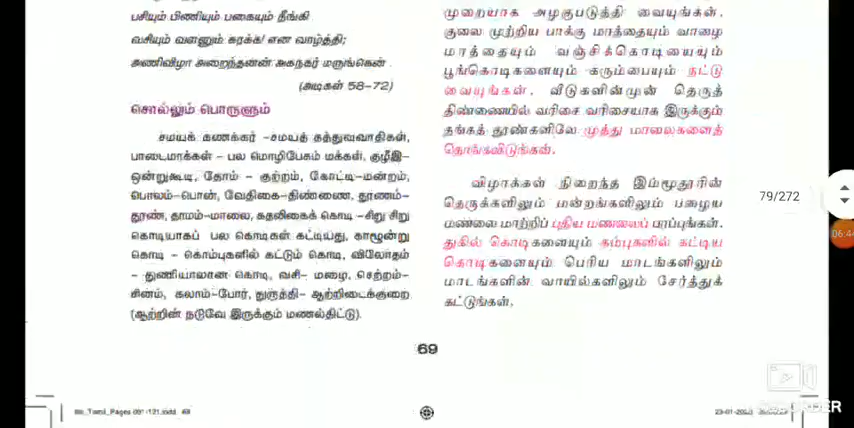 பசியும் பிணியும் பகையும் நீங்கி
வசியும் வளனும் சுரக்க! என வாழ்த்தி;
அணிவிழா அறைந்தனன் அகநகர் மருங்கென்
(அடிகள் 58-72)
சொல்லும் பொருளும்
சமயக் கணக்கர் –சமயத் தத்துவவாதிகள்,
பாடைமாக்கள் – பல மொழிபேசும் மக்கள், குழீஇ–
ஒன்றுகூடி, தோம் – குற்றம், கோட்டி–மன்றம்,
பொலம்–பொன், வேதிகை–திண்ணை, தூணம்–
தூண், தாமம்–மாலை, கதலிகைக் கொடி –சிறு சிறு
கொடியாகப் பல கொடிகள் கட்டியது, காழூன்று
கொடி – கொம்புகளில் கட்டும் கொடி, விலோதம்
– துணியாலான கொடி, வசி– மழை, செற்றம்–
சினம், கலாம்–போர், துருத்தி– ஆற்றிடைக்குறை
(ஆற்றின் நடுவே இருக்கும் மணல்திட்டு).
முறையாக அழகுபடுத்தி வையுங்கள்.
குலை முற்றிய பாக்கு மரத்தையும் வாழை
மரத்தையும் வஞ்சிக்கொடியையும்
பூங்கொடிகளையும் கரும்பையும் நட்டு
வையுங்கள். வீடுகளின்முன் தெருத்
திண்ணையில் வரிசை வரிசையாக இருக்கும்
தங்கத் தூண்களிலே முத்து மாலைகளைத்
தொங்கவிடுங்கள்.
விழாக்கள் நிறைந்த இம்மூதூரின்
தெருக்களிலும் மன்றங்களிலும் பழைய
மணலை மாற்றிப் புதிய மணலைப் பரப்புங்கள்.
துகில் கொடிகளையும் கம்புகளில் கட்டிய
கொடிகளையும் பெரிய மாடங்களிலும்
மாடங்களின் வாயில்களிலும் சேர்த்துக்
கட்டுங்கள்.
79/272
69